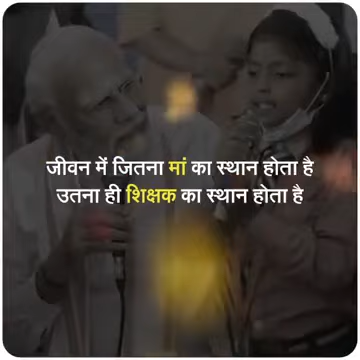 जीवन में जितना मां का स्थान होता है
उतना ही शिक्षक का स्थान होता है